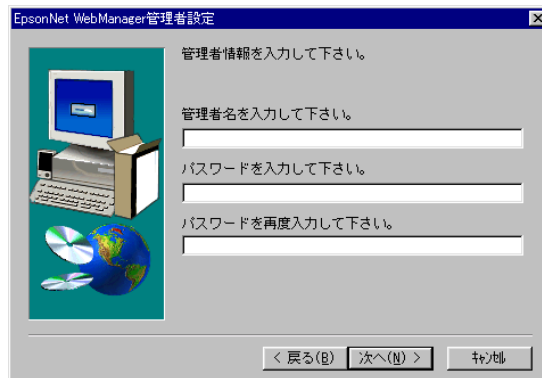 EpsonNet WebManager管理者設定
管理者情報を入力して下さい。
管理者名を入力して下さい。
パスワードを入力して下さい。
パスワードを再度入力して下さい。
< 戻る(B)
次へ(N) >
ｷｬﾝｾﾙ